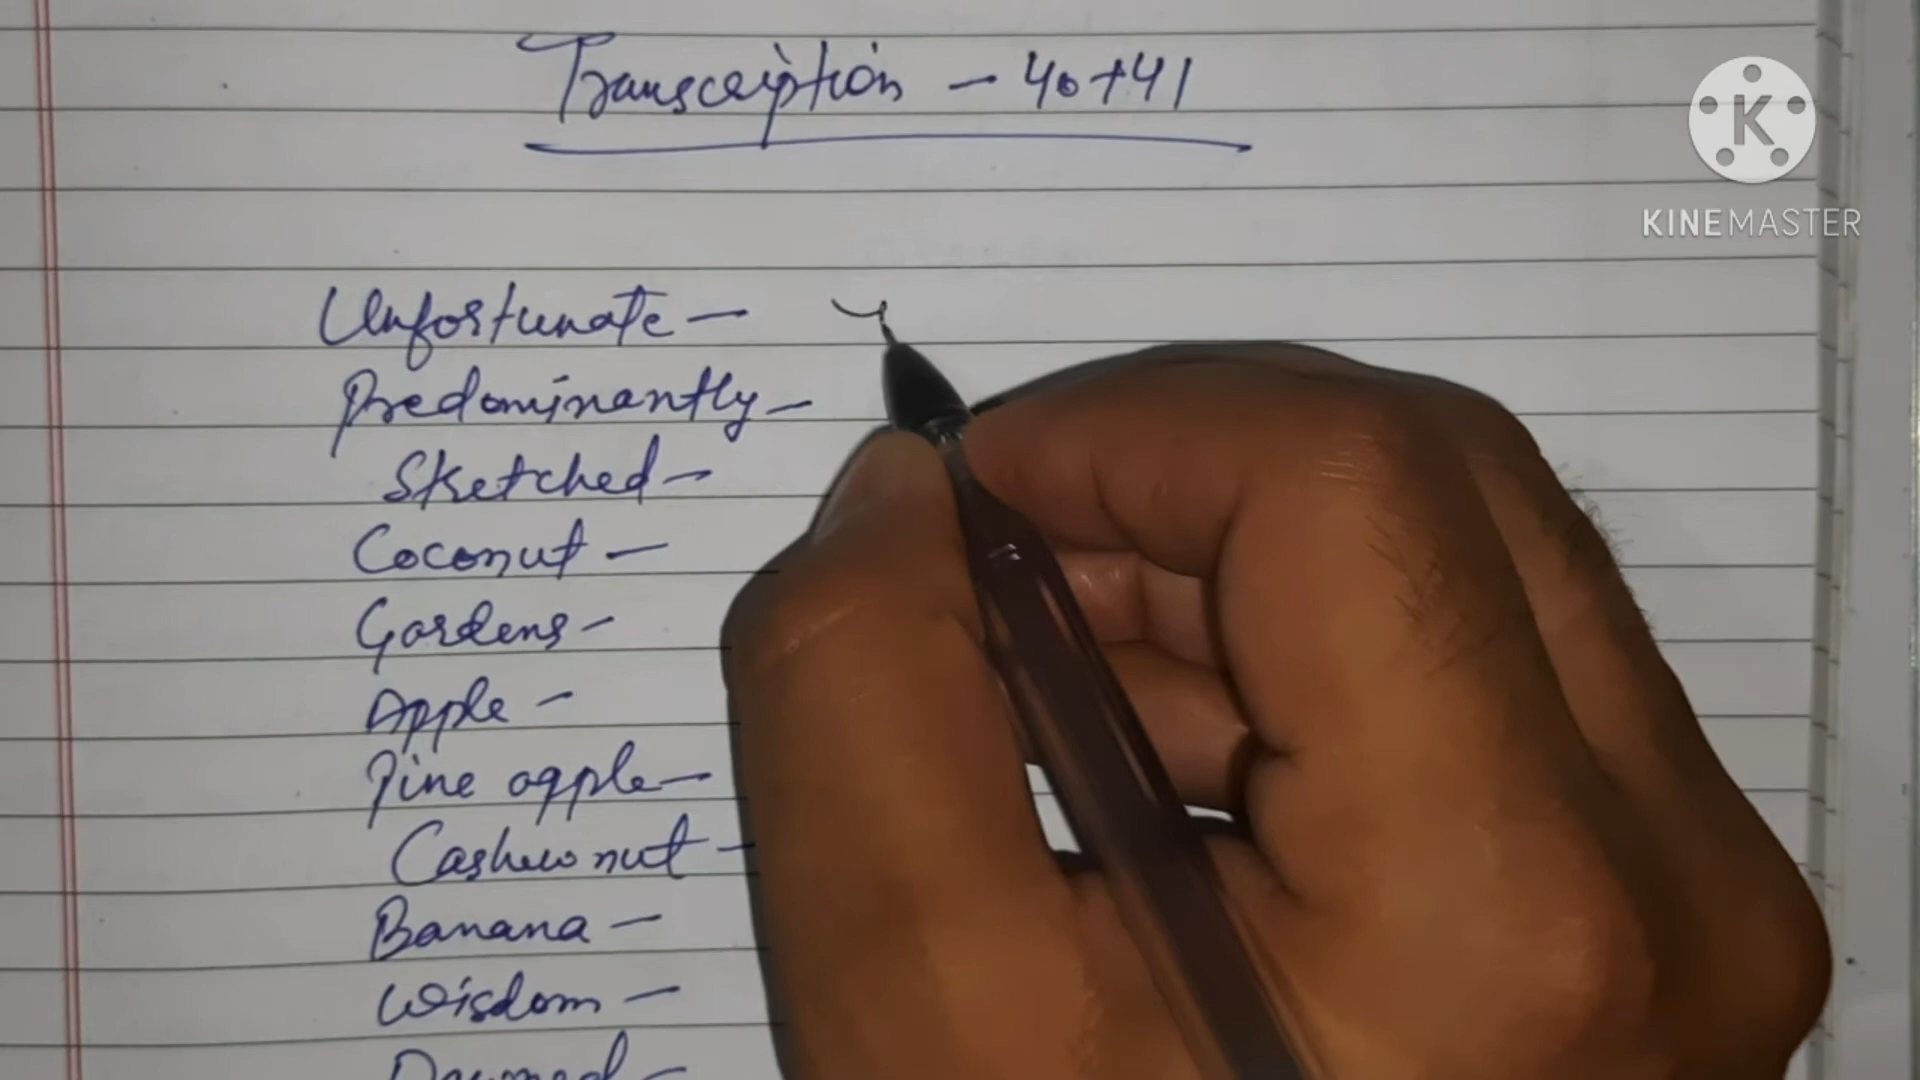 Transcription - 40+41
K
KINEMASTER
Unfortunate -
Predominantly -
Sketched -
Coconut -
Gardens -
Apple -
Pine apple -
Cashew nut -
Banana -
Wisdom -